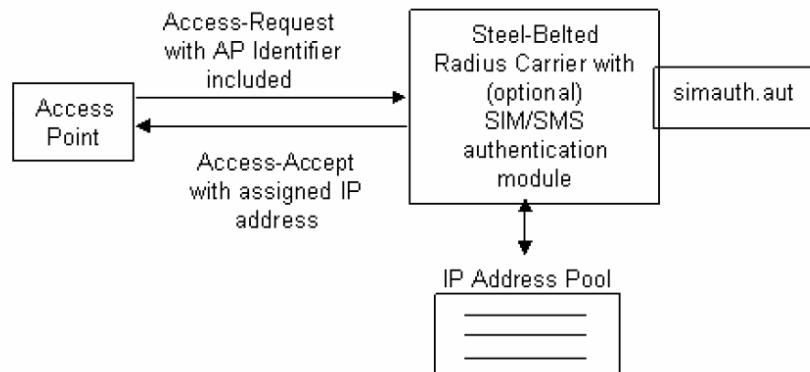 Access-Request
with AP Identifier
included
Access
Point
Access-Accept
with assigned IP
address
Steel-Belted
Radius Carrier with
(optional)
SIM/SMS
authentication
module
simauth.aut
IP Address Pool